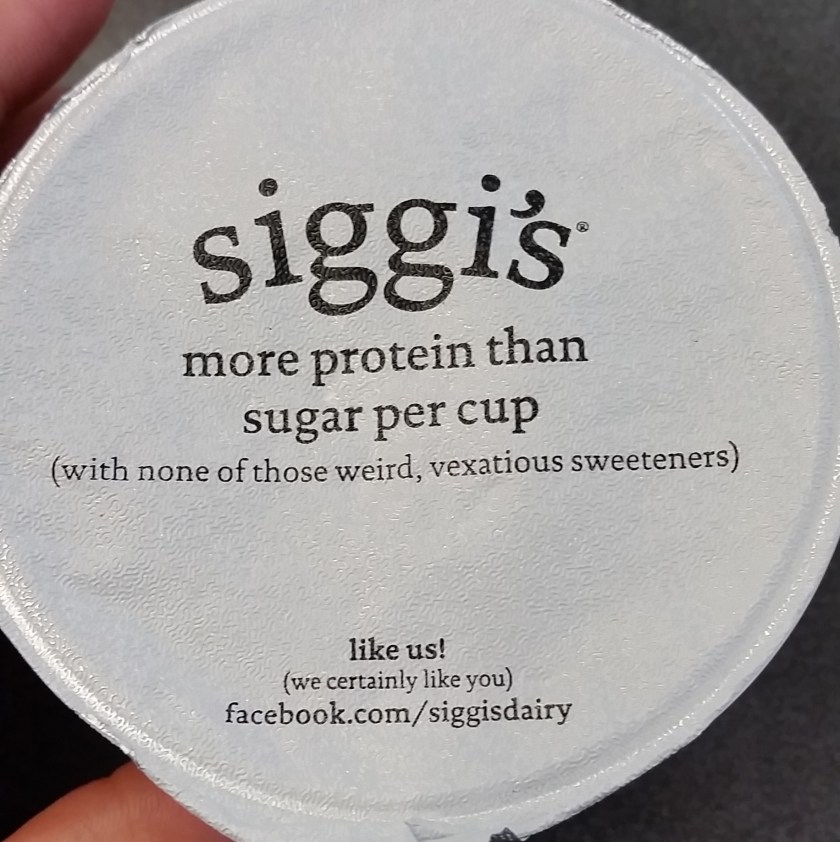 siggi's®
more protein than
sugar per cup
(with none of those weird, vexatious sweeteners)
like us!
(we certainly like you)
facebook.com/siggisdairy